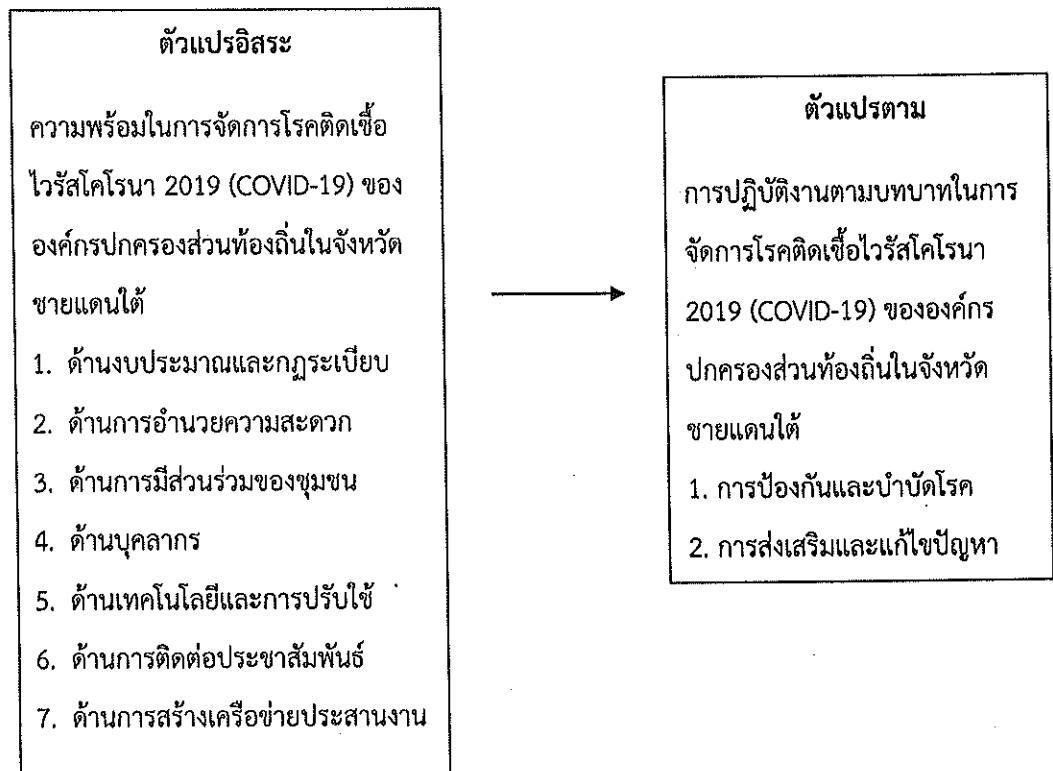 ตัวแปรอิสระ
ความพร้อมในการจัดการโรคติดเชื้อ
ไวรัสโคโรนา 2019 (COVID-19) ของ
องค์กรปกครองส่วนท้องถิ่นในจังหวัด
ชายแดนใต้
1. ด้านงบประมาณและกฎระเบียบ
2. ด้านการอำนวยความสะดวก
3. ด้านการมีส่วนร่วมของชุมชน
4. ด้านบุคลากร
5. ด้านเทคโนโลยีและการปรับใช้
6. ด้านการติดต่อประชาสัมพันธ์
7. ด้านการสร้างเครือข่ายประสานงาน
ตัวแปรตาม
การปฏิบัติงานตามบทบาทในการ
จัดการโรคติดเชื้อไวรัสโคโรนา
2019 (COVID-19) ขององค์กร
ปกครองส่วนท้องถิ่นในจังหวัด
ชายแดนใต้
1. การป้องกันและบำบัดโรค
2. การส่งเสริมและแก้ไขปัญหา